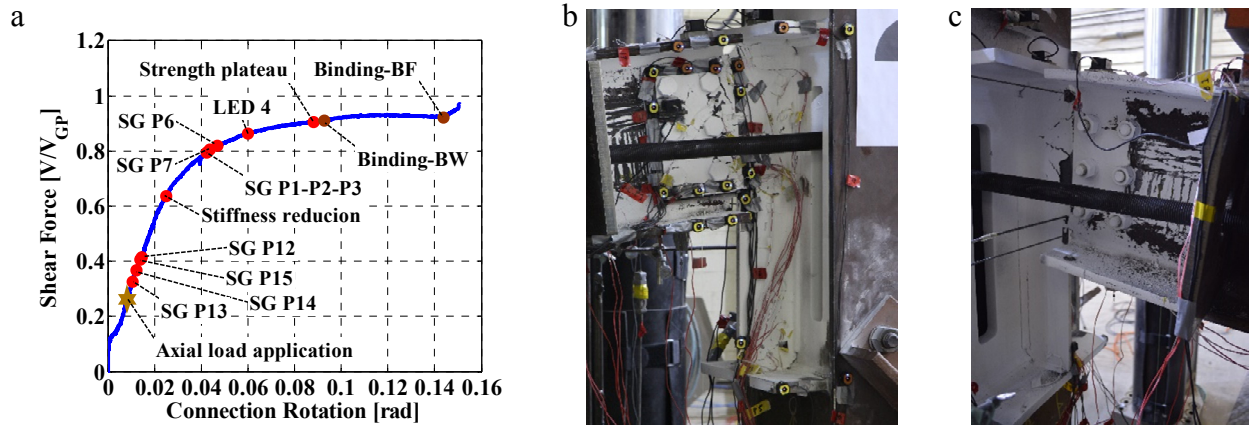 a
b
c
Shear Force [V/V_GP]
1.2
1
0.8
0.6
0.4
0.2
0
0
0.02
0.04
0.06
0.08
0.1
0.12
0.14
0.16
Connection Rotation [rad]
Strength plateau
Binding-BF
LED 4
SG P6
SG P7
Binding-BW
SG P1-P2-P3
Stiffness reducion
SG P12
SG P15
SG P14
SG P13
Axial load application